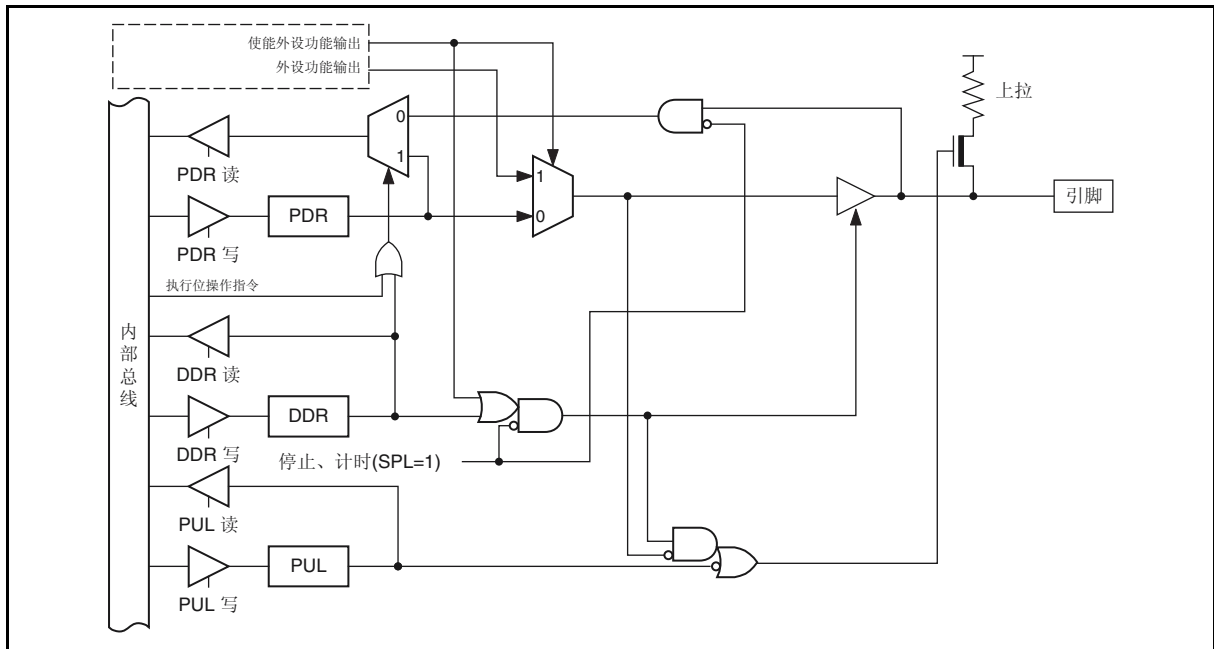 使能外设功能输出
外设功能输出
上拉
0
1
PDR 读
1
PDR
0
引脚
PDR 写
执行位操作指令
内部总线
DDR 读
DDR
DDR 写
停止、计时(SPL=1)
PUL 读
PUL
PUL 写